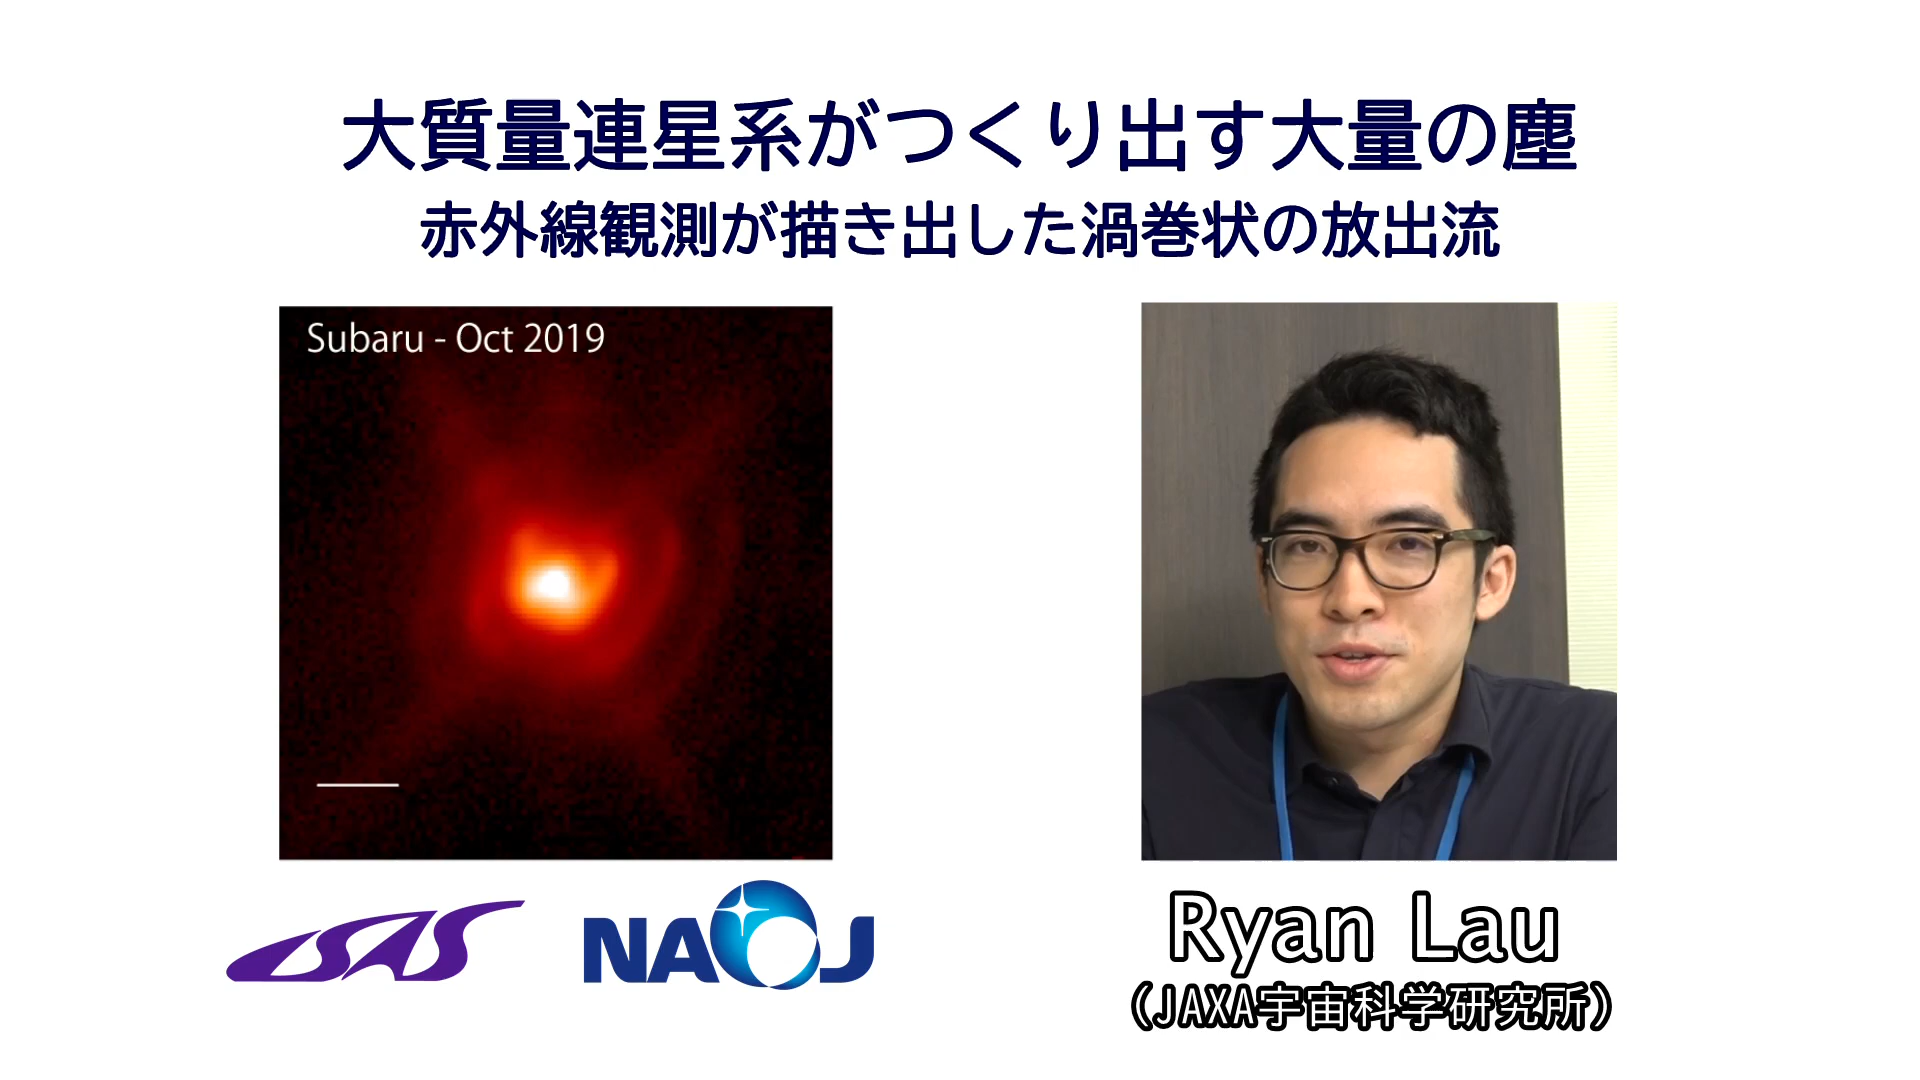 大質量連星系がつくり出す大量の塵
赤外線観測が描き出した渦巻状の放出流
Subaru - Oct 2019
ISAS
NAOJ
Ryan Lau
(JAXA宇宙科学研究所)